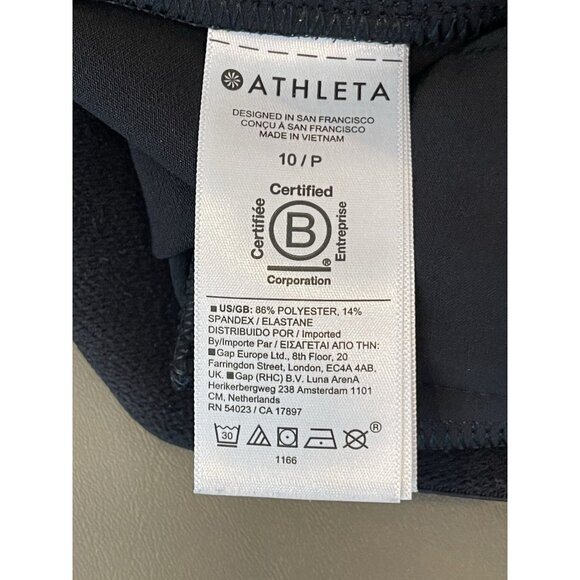 ATHLETA
DESIGNED IN SAN FRANCISCO
CONÇU À SAN FRANCISCO
MADE IN VIETNAM
10 / P
Certified
Certifiée
B
Entreprise
®
Corporation
■ US/GB: 86% POLYESTER, 14%
SPANDEX / ELASTANE
DISTRIBUIDO POR / Imported
By/Importe Par / ΕΙΣΑΓΕΤΑΙ ΑΠΟ ΤΗΝ:
■Gap Europe Ltd., 8th Floor, 20
Farringdon Street, London, EC4A 4AB,
UK. ■Gap (RHC) B.V. Luna ArenA
Herikerbergweg 238 Amsterdam 1101
CM, Netherlands
RN 54023 / CA 17897
30 ®
1166